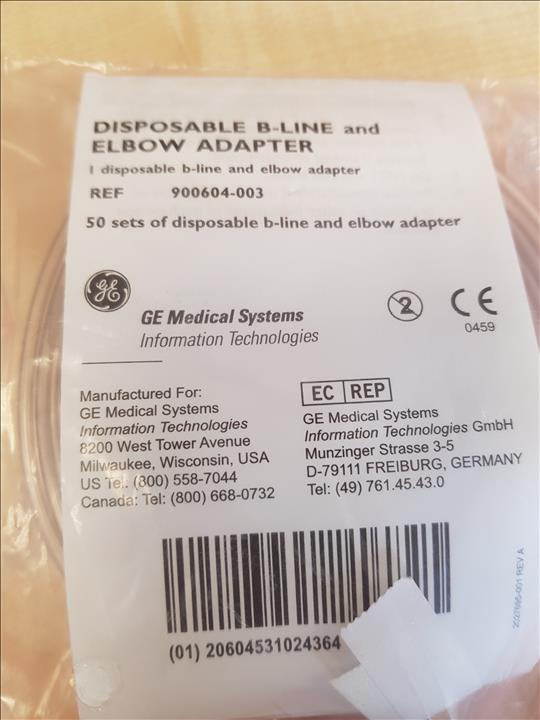 DISPOSABLE B-LINE and
ELBOW ADAPTER
1 disposable b-line and elbow adapter
REF 900604-003
50 sets of disposable b-line and elbow adapter
GE
GE Medical Systems
Information Technologies
2
CE
0459
Manufactured For:
GE Medical Systems
Information Technologies
8200 West Tower Avenue
Milwaukee, Wisconsin, USA
US Tel: (800) 558-7044
Canada: Tel: (800) 668-0732
EC REP
GE Medical Systems
Information Technologies GmbH
Munzinger Strasse 3-5
D-79111 FREIBURG, GERMANY
Tel: (49) 761.45.43.0
(01) 20604531024364
REV A